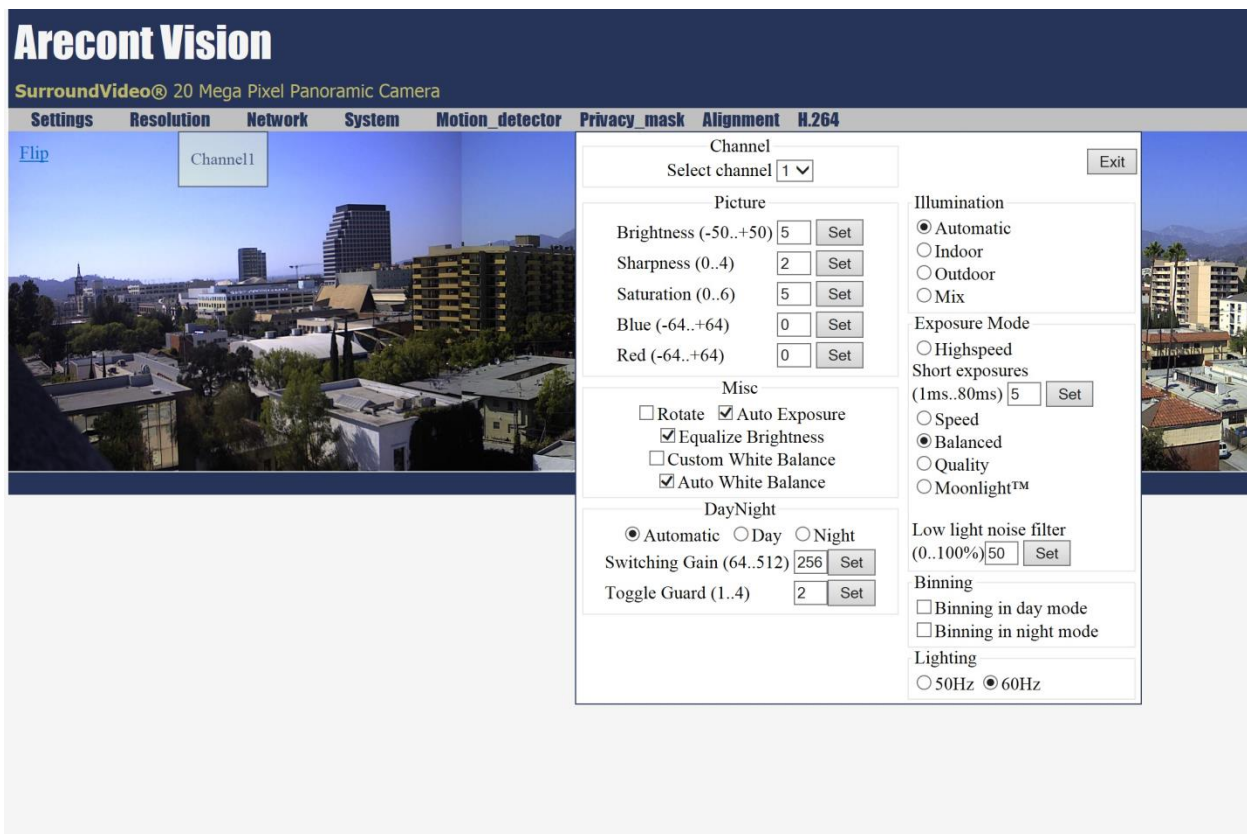 Arecont Vision
SurroundVideo® 20 Mega Pixel Panoramic Camera
Settings Resolution Network System Motion_detector Privacy_mask Alignment H.264
Flip
Channel1
Channel
Select channel 1
Exit
Picture
Brightness (-50..+50) 5 Set
Sharpness (0..4) 2 Set
Saturation (0..6) 5 Set
Blue (-64..+64) 0 Set
Red (-64..+64) 0 Set
Misc
Rotate Auto Exposure
Equalize Brightness
Custom White Balance
Auto White Balance
DayNight
Automatic Day Night
Switching Gain (64..512) 256 Set
Toggle Guard (1..4) 2 Set
Illumination
Automatic
Indoor
Outdoor
Mix
Exposure Mode
Highspeed
Short exposures
(1ms..80ms) 5 Set
Speed
Balanced
Quality
Moonlight™
Low light noise filter
(0..100%) 50 Set
Binning
Binning in day mode
Binning in night mode
Lighting
50Hz 60Hz